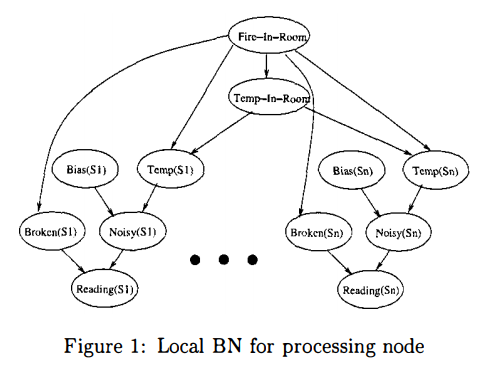 Fire-In-Room
Temp-In-Room
Bias(S1)
Temp(S1)
Bias(Sn)
Temp(Sn)
Broken(S1)
Noisy(S1)
Broken(Sn)
Noisy(Sn)
Reading(S1)
Reading(Sn)
Figure 1: Local BN for processing node